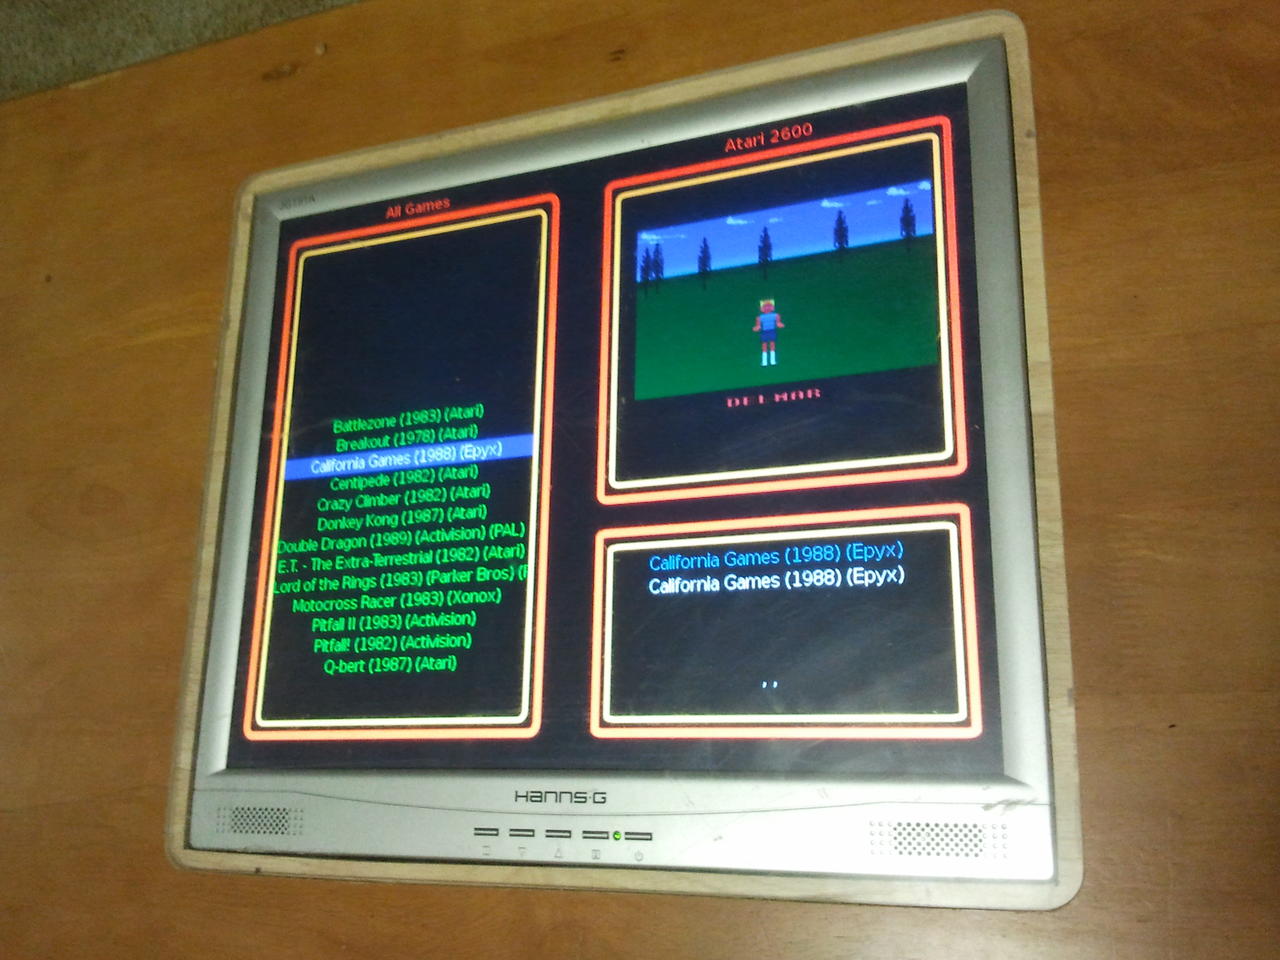 All Games
Atari 2600
Battlezone (1983) (Atari)
Breakout (1978) (Atari)
California Games (1988) (Epyx)
Centipede (1982) (Atari)
Crazy Climber (1982) (Atari)
Donkey Kong (1987) (Atari)
Double Dragon (1989) (Activision) (PAL)
E.T. - The Extra-Terrestrial (1982) (Atari)
Lord of the Rings (1983) (Parker Bros) (
Motocross Racer (1983) (Xonox)
Pitfall II (1983) (Activision)
Pitfall! (1982) (Activision)
Q-bert (1987) (Atari)
California Games (1988) (Epyx)
California Games (1988) (Epyx)
HANNS·G